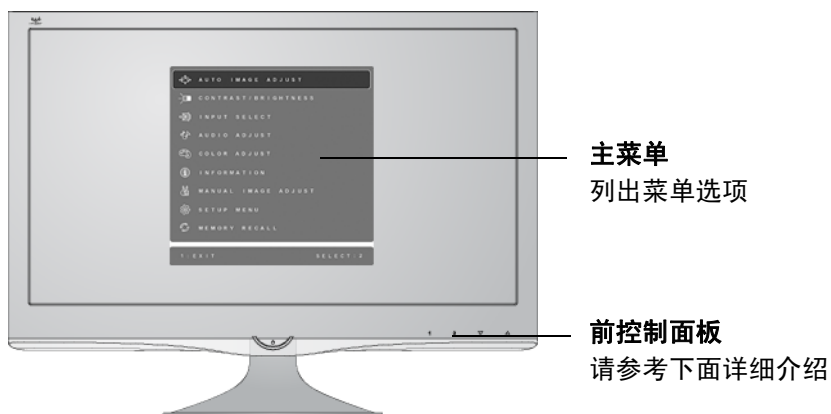 AUTO IMAGE ADJUST
CONTRAST/BRIGHTNESS
INPUT SELECT
AUDIO ADJUST
COLOR ADJUST
INFORMATION
MANUAL IMAGE ADJUST
SETUP MENU
MEMORY RECALL
1:EXIT SELECT:2
主菜单
列出菜单选项
前控制面板
请参考下面详细介绍